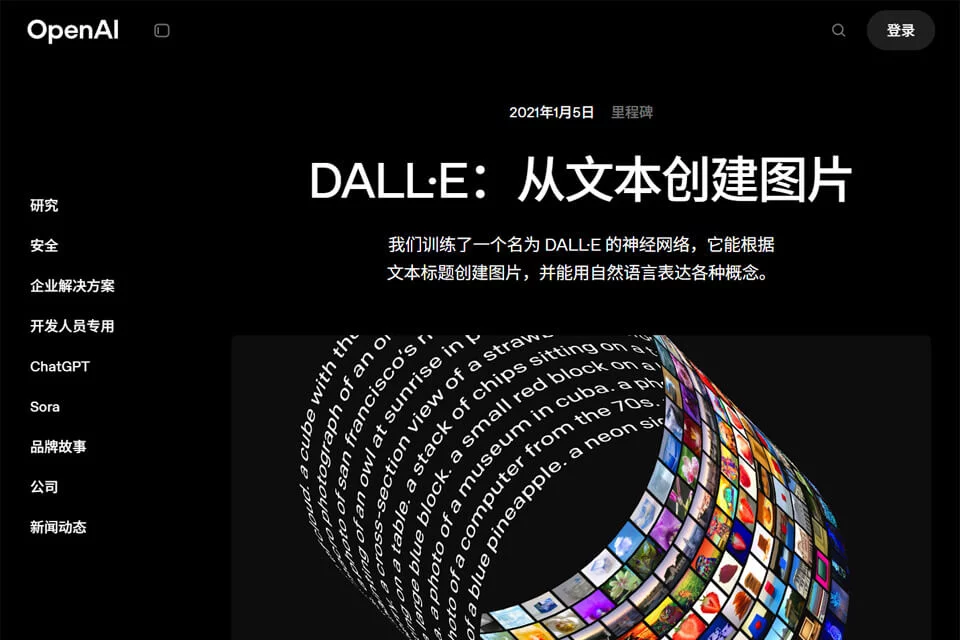 OpenAI
登录
2021年1月5日 里程碑
DALL·E：从文本创建图片
我们训练了一个名为 DALL·E 的神经网络，它能根据
文本标题创建图片，并能用自然语言表达各种概念。
研究
安全
企业解决方案
开发人员专用
ChatGPT
Sora
品牌故事
公司
新闻动态
a cube with the
photograph of an
photo of san francisco's
of an owl at sunrise in
a cross-section view of a
on a table. a stack of chips sitting on a
large blue block. a small red block on a
a photo of a museum in cuba. a
photo of a computer from the 70s.
of a blue pineapple. a neon